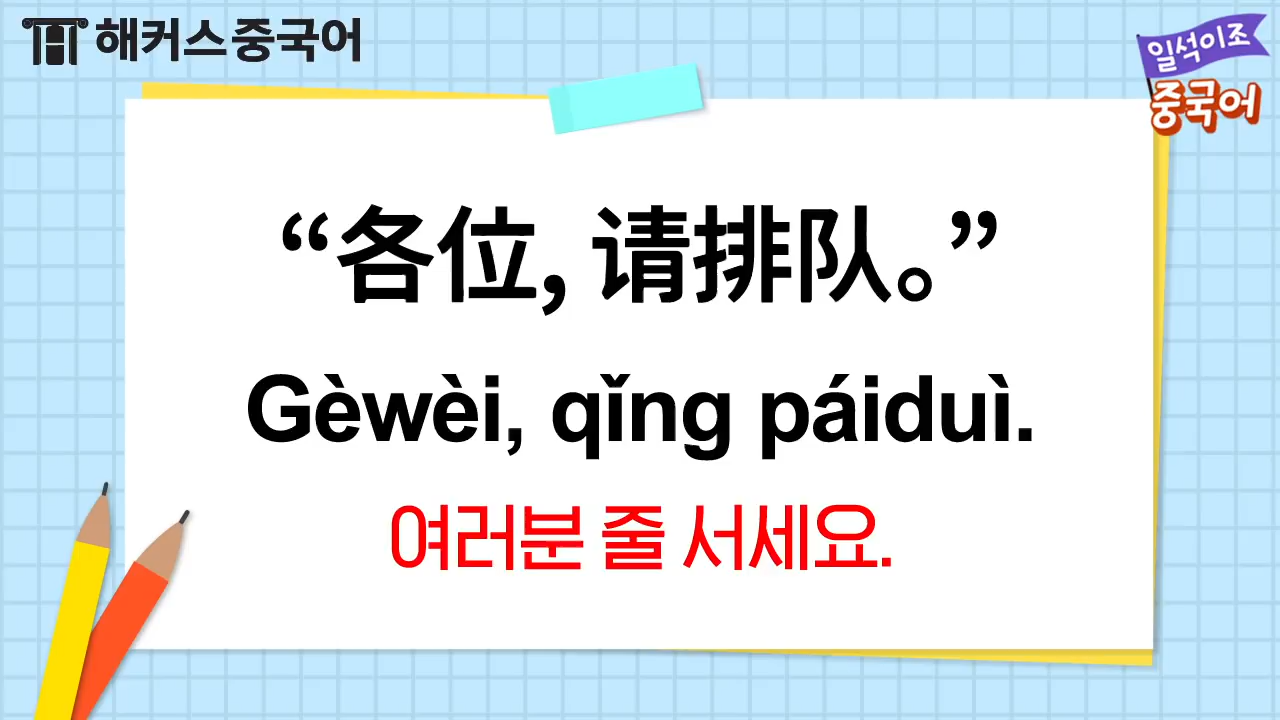 해커스중국어
일석이조
중국어
“各位, 请排队。”
Gèwèi, qǐng páiduì.
여러분 줄 서세요.